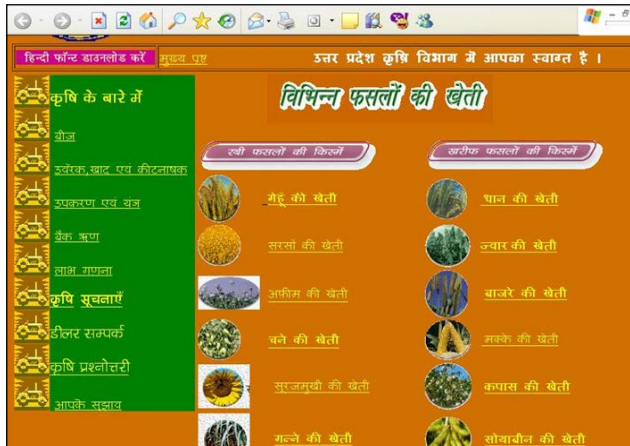 हिन्दी फॉन्ट डाउनलोड करें
मुख्य पृष्ट
उत्तर प्रदेश कृषि विभाग में आपका स्वागत है ।
कृषि के बारे में
बीज
उर्वरक,खाद एवं कीटनाषक
उपकरण एवं यंत्र
बैंक ऋण
लाभ गणना
कृषि सूचनाएँ
डीलर सम्पर्क
कृषि प्रश्नोत्तरी
आपके सुझाव
विभिन्न फसलों की खेती
रबी फसलों की किस्में
गेहूँ की खेती
सरसों की खेती
अफ़ीम की खेती
चने की खेती
सूरजमुखी की खेती
गन्ने की खेती
खरीफ फसलों की किस्में
धान की खेती
ज्वार की खेती
बाजरे की खेती
मक्के की खेती
कपास की खेती
सोयाबीन की खेती